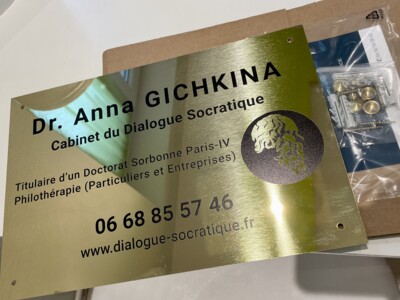 Dr. Anna GICHKINA
Cabinet du Dialogue Socratique
Titulaire d'un Doctorat Sorbonne Paris-IV
Philothérapie (Particuliers et Entreprises)
06 68 85 57 46
www.dialogue-socratique.fr